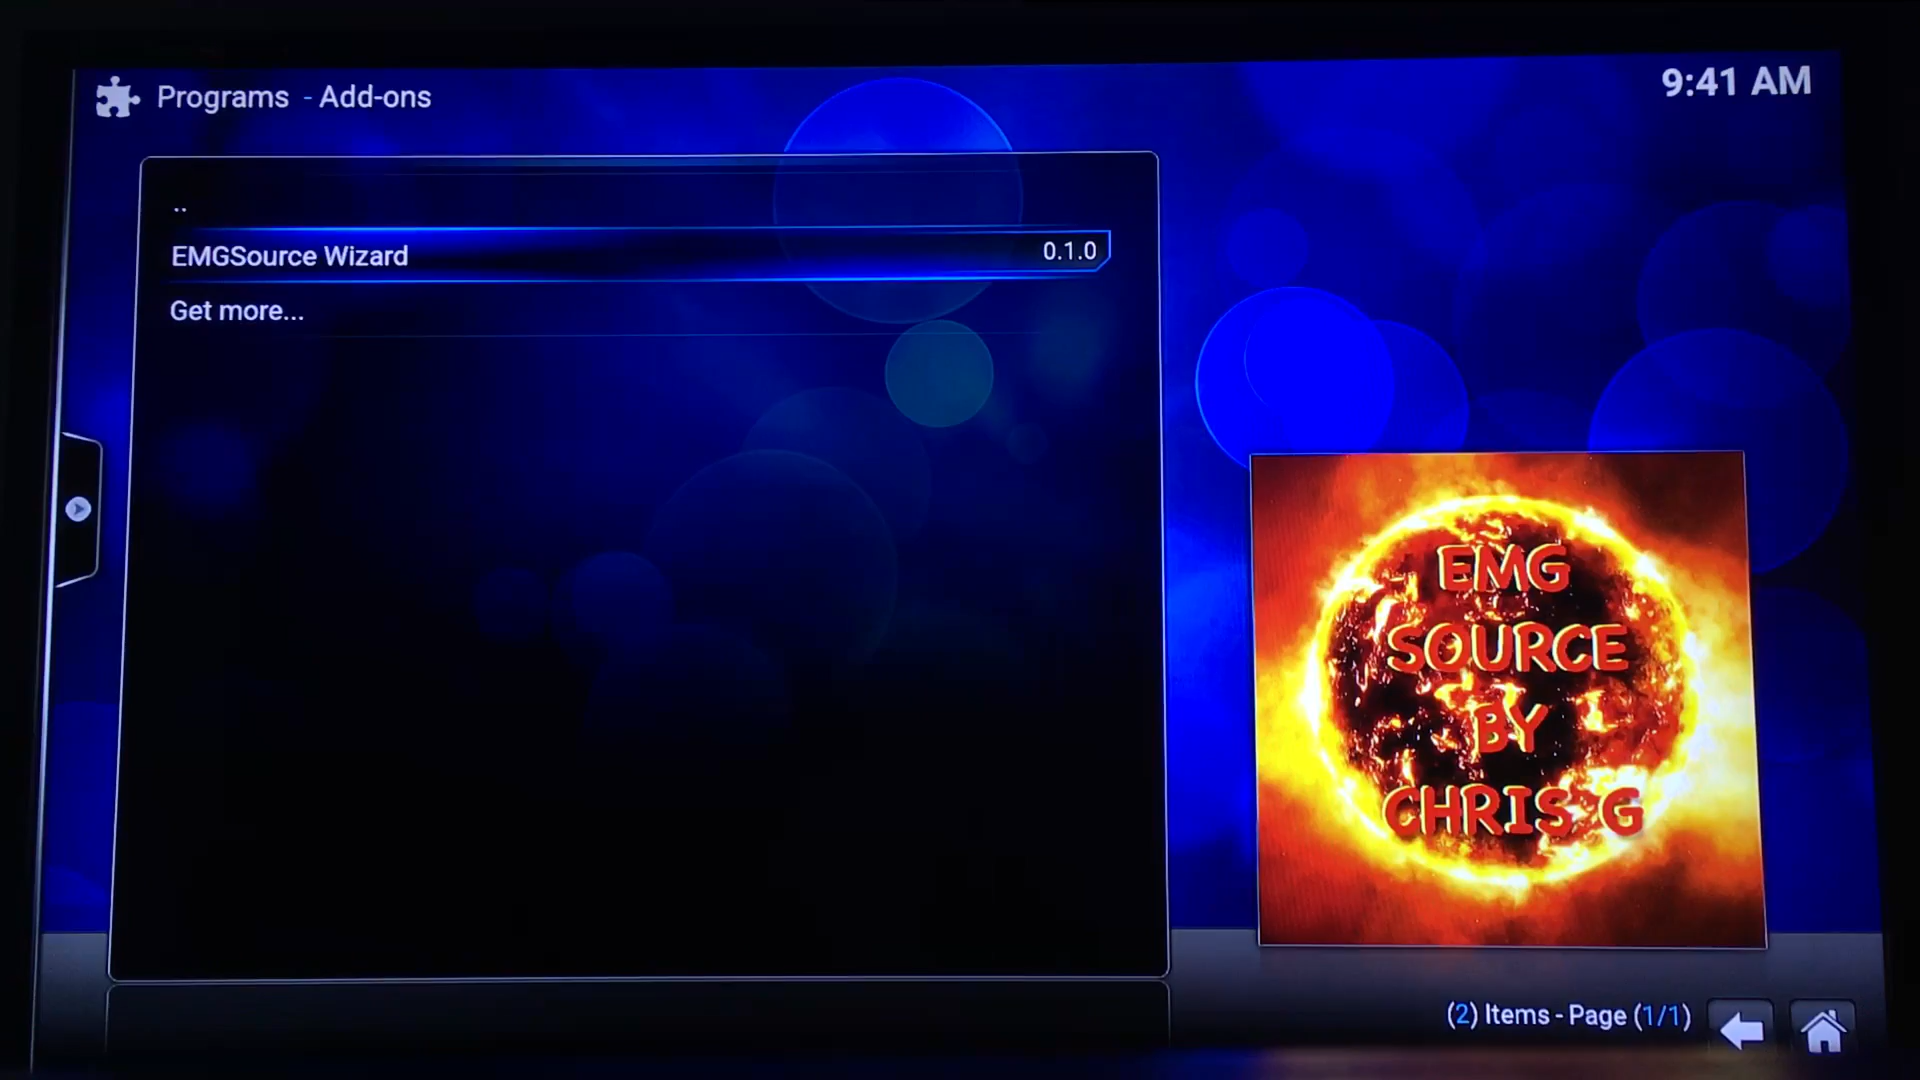 Programs - Add-ons
9:41 AM
..
EMGSource Wizard 0.1.0
Get more...
EMG
SOURCE
BY
CHRIS G
(2) Items - Page (1/1)